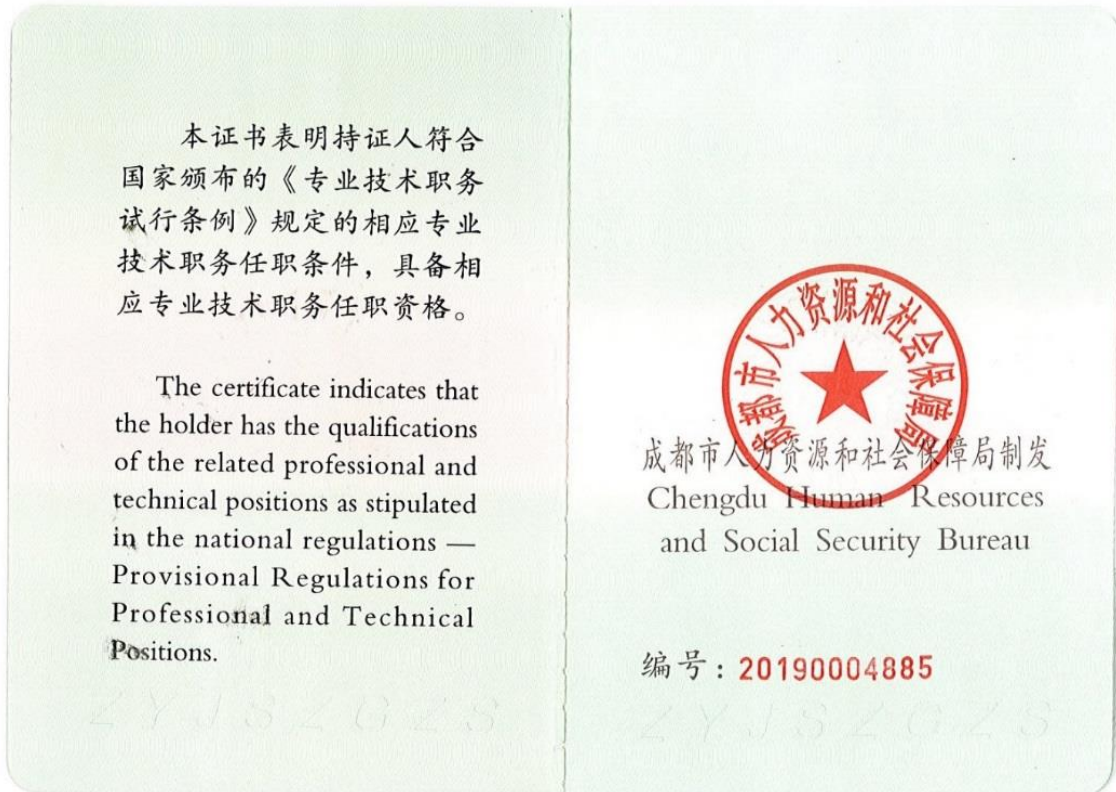 本证书表明持证人符合
国家颁布的《专业技术职务
试行条例》规定的相应专业
技术职务任职条件，具备相
应专业技术职务任职资格。
The certificate indicates that
the holder has the qualifications
of the related professional and
technical positions as stipulated
in the national regulations —
Provisional Regulations for
Professional and Technical
Positions.
ZYJSZGZS
成都市人力资源和社会保障局
成都市人力资源和社会保障局制发
Chengdu Human Resources
and Social Security Bureau
编号：20190004885
ZYJSZGZS